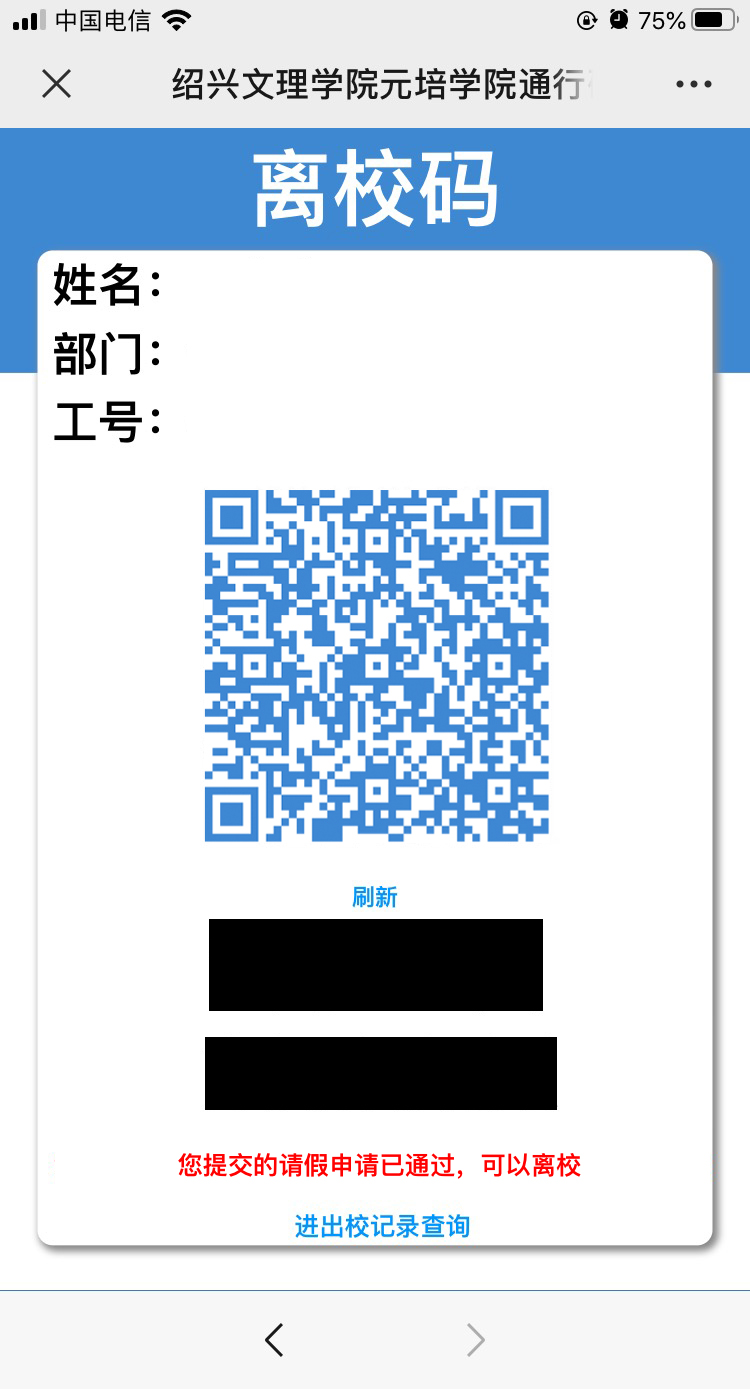 中国电信 75%
绍兴文理学院元培学院通行
离校码
姓名：
部门：
工号：
刷新
您提交的请假申请已通过，可以离校
进出校记录查询